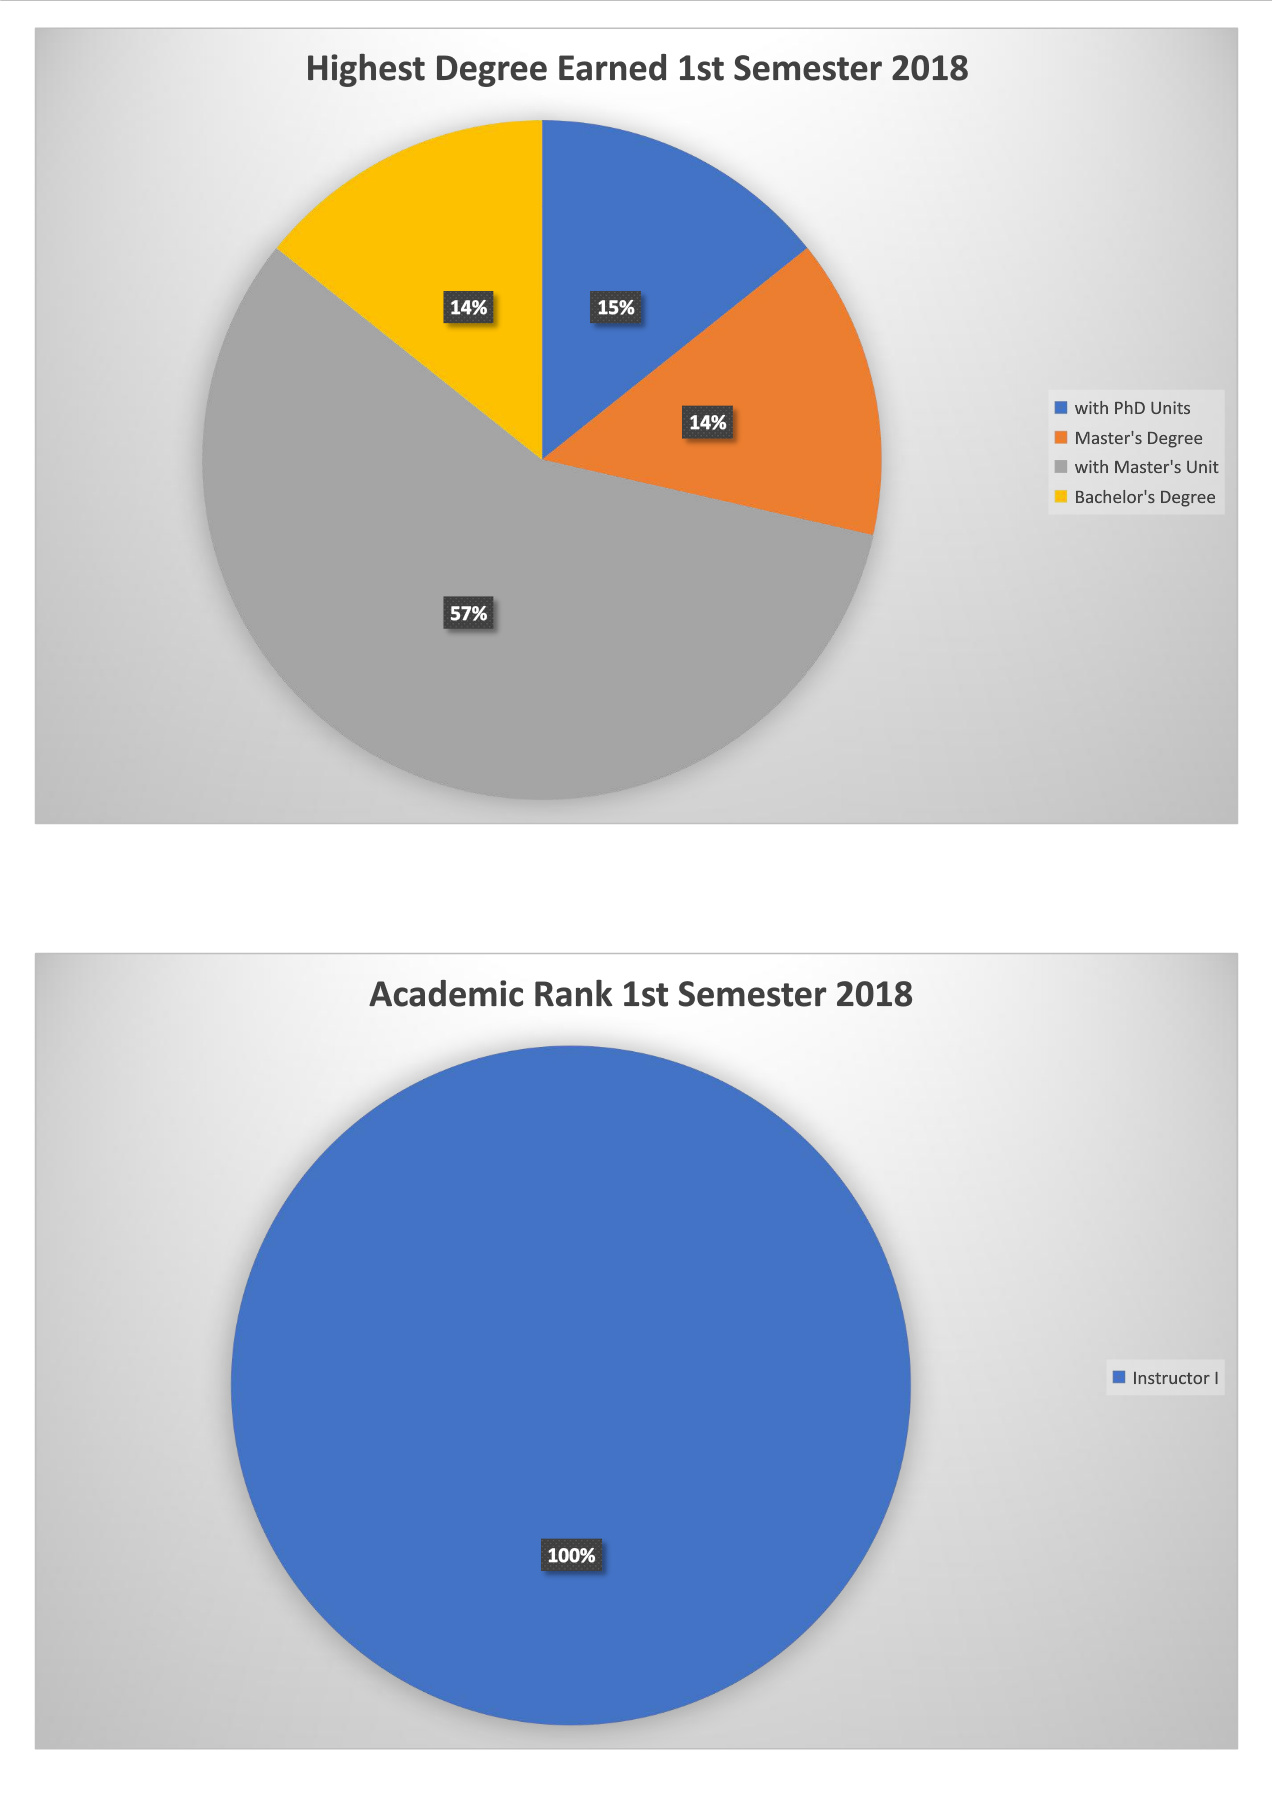 Highest Degree Earned 1st Semester 2018
14%
15%
14%
57%
with PhD Units
Master's Degree
with Master's Unit
Bachelor's Degree
Academic Rank 1st Semester 2018
100%
Instructor I